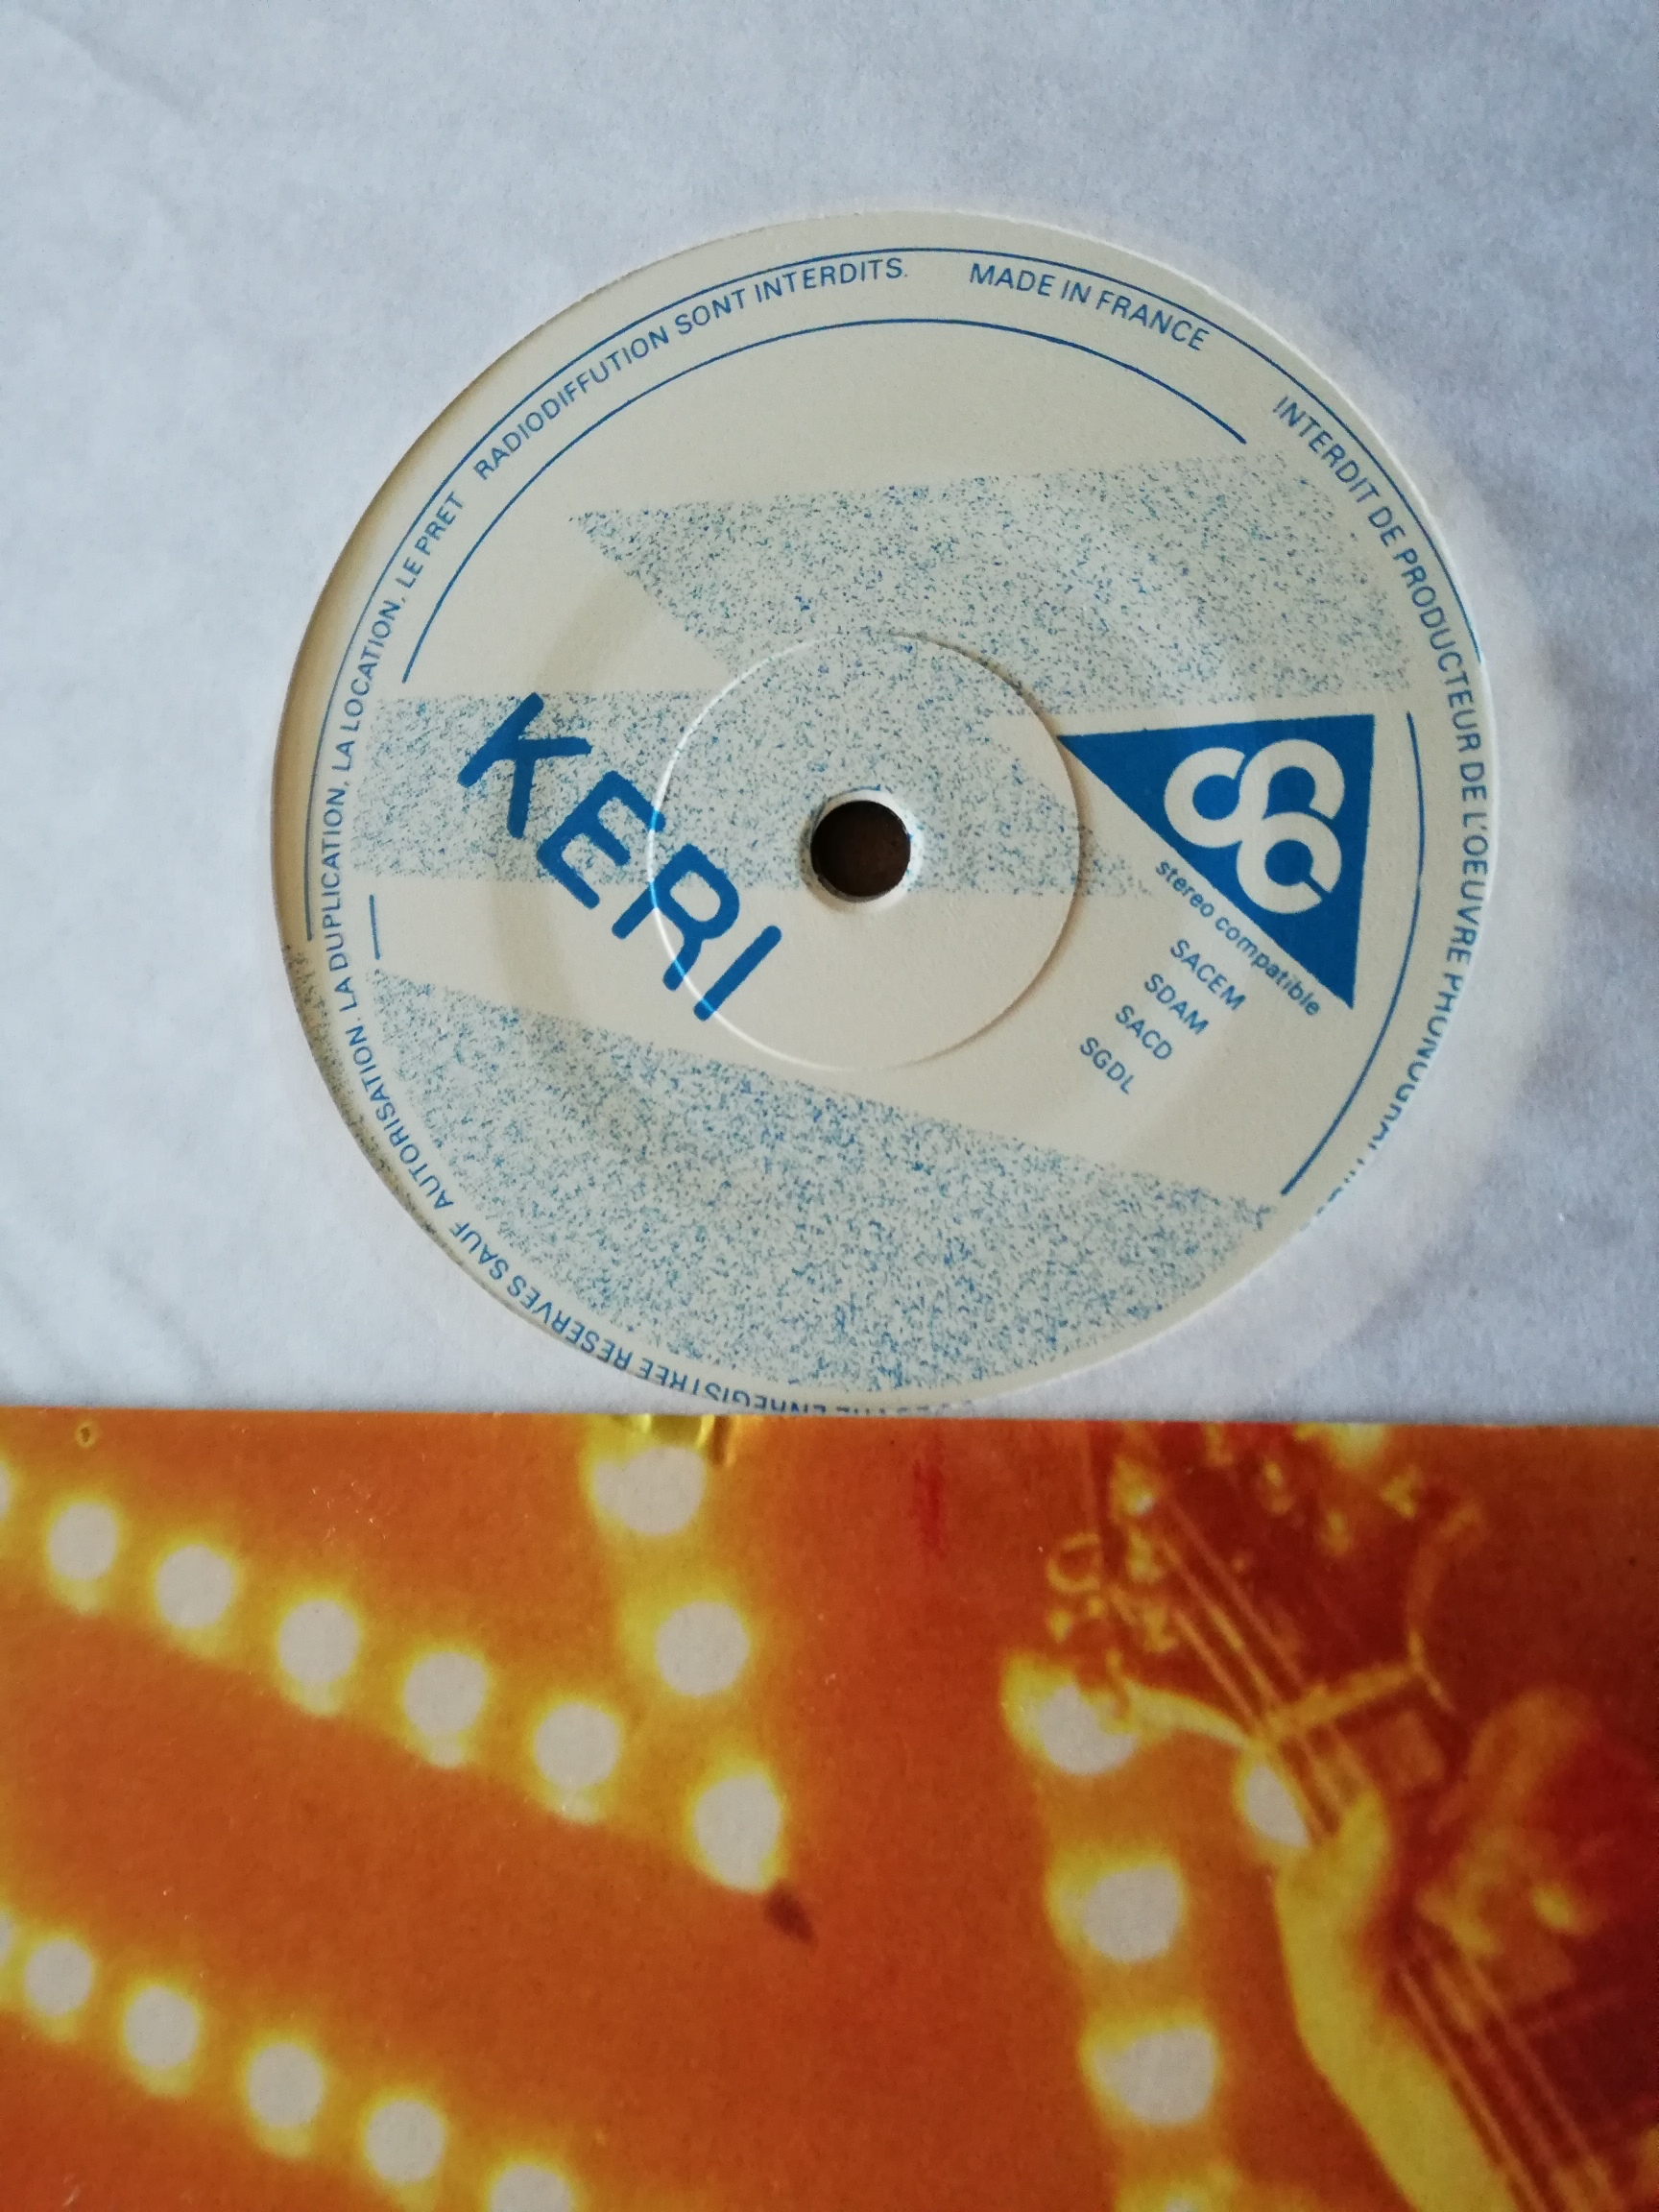 INTERDIT DE PRODUCTEUR DE L'OEUVRE ENREGISTREE RESERVES SAUF AUTORISATION. LA DUPLICATION, LA LOCATION, LE PRET RADIODIFFUTION SONT INTERDITS. MADE IN FRANCE
KERI
SC
stereo compatible
SACEM
SDAM
SACD
SGDL